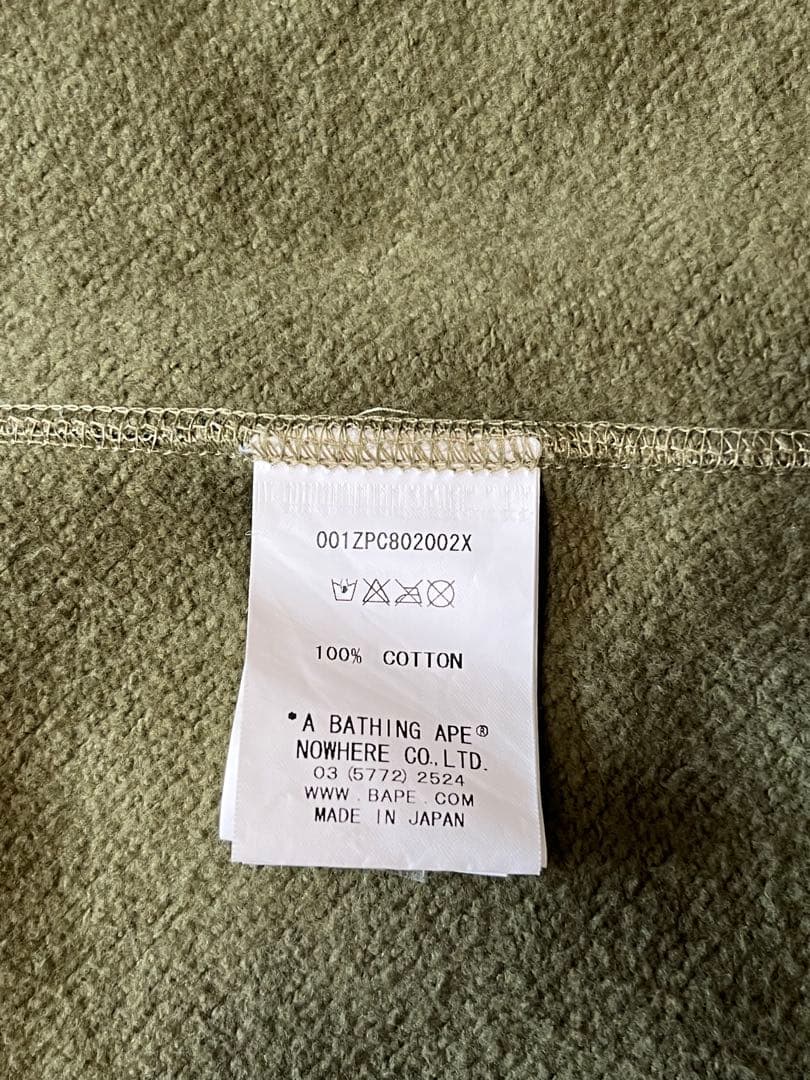 001ZPC802002X
100% COTTON
*A BATHING APE®
NOWHERE CO.,LTD.
03 (5772) 2524
WWW.BAPE.COM
MADE IN JAPAN